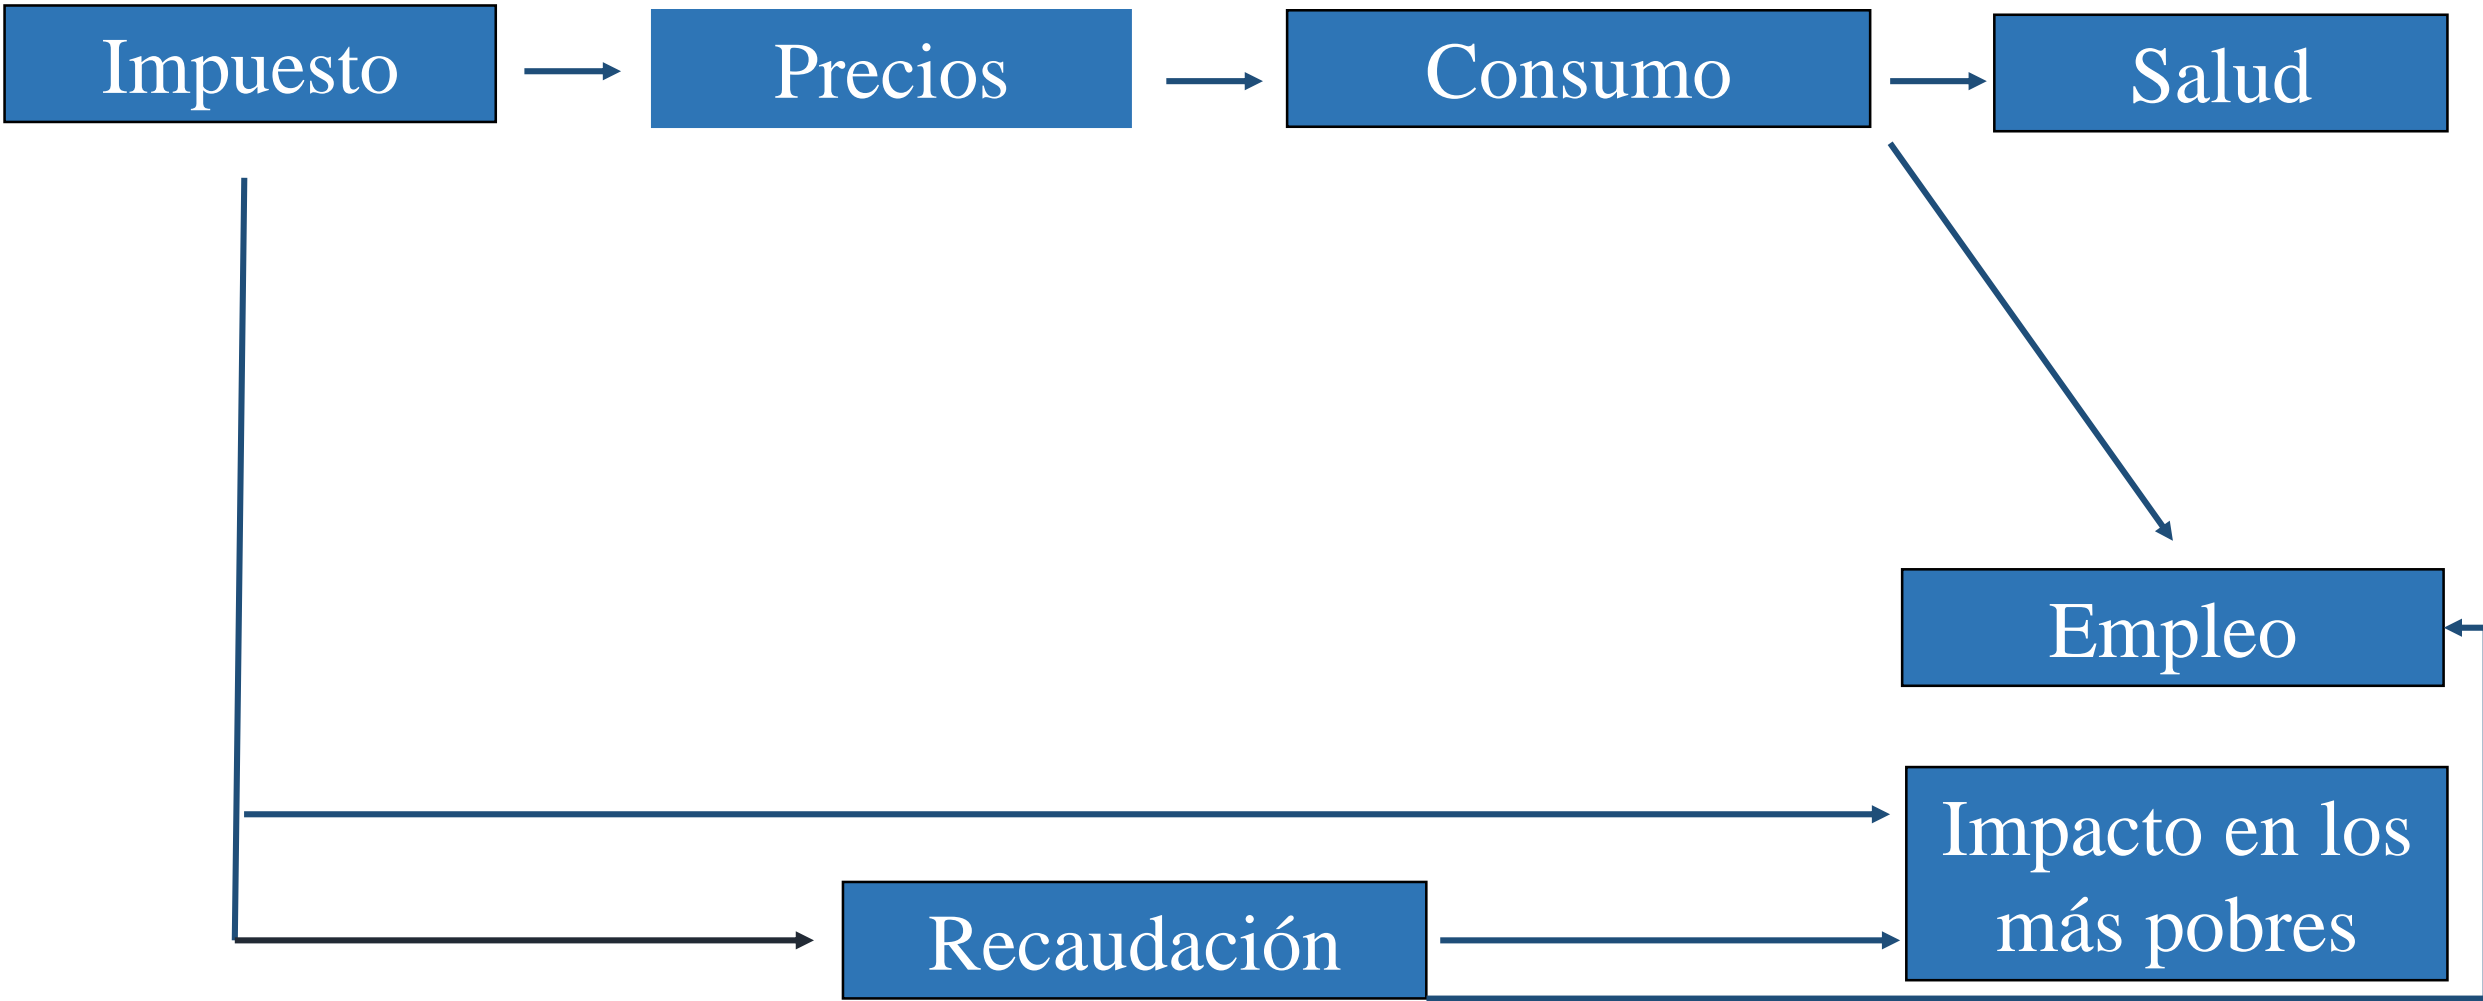 Impuesto
Precios
Consumo
Salud
Empleo
Impacto en los
más pobres
Recaudación